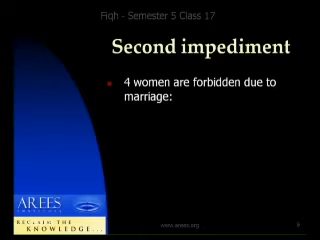 Fiqh - Semester 5 Class 17
Second impediment
4 women are forbidden due to
marriage:
AREES
INSTITUTE
RECLAIM THE
KNOWLEDGE...
www.arees.org
9